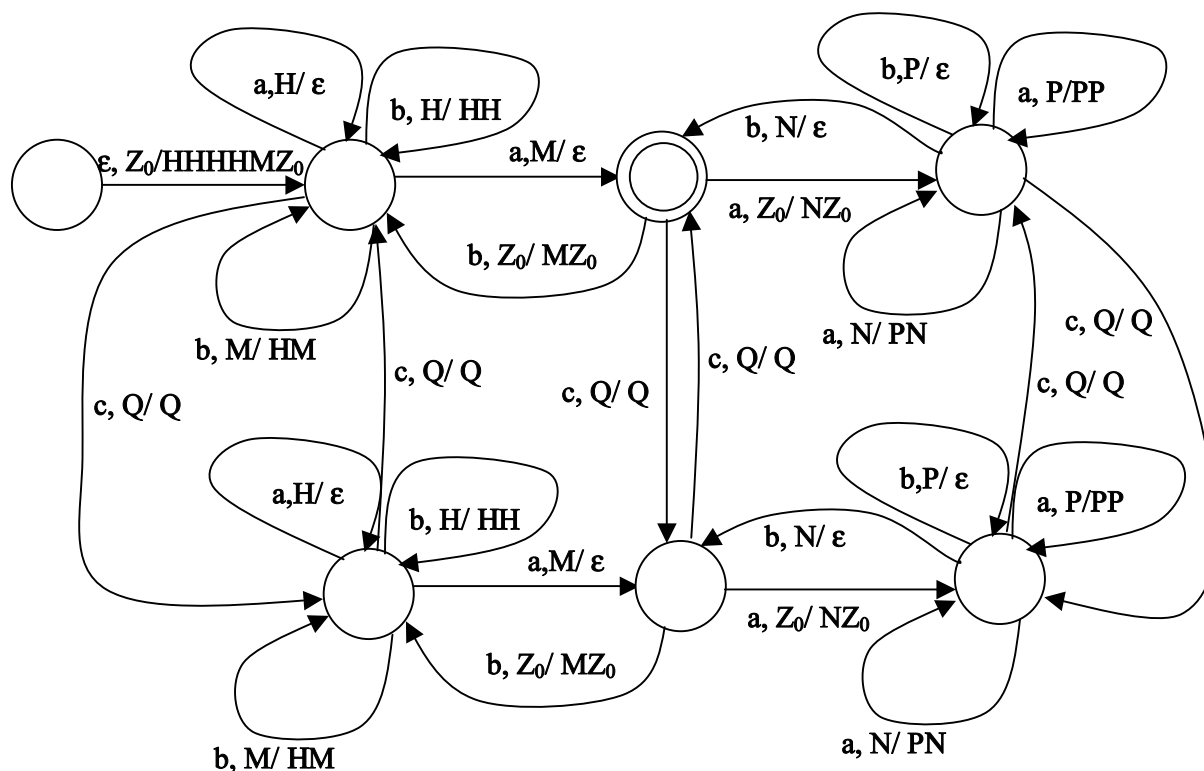 b,P/ ε
a,H/ ε
a, P/PP
b, H/ HH
b, N/ ε
a,M/ ε
ε, Z₀/HHHHMZ₀
a, Z₀/ NZ₀
b, Z₀/ MZ₀
c, Q/ Q
a, N/ PN
b, M/ HM
c, Q/ Q
c, Q/ Q
c, Q/ Q
c, Q/ Q
c, Q/ Q
b,P/ ε
a,H/ ε
a, P/PP
b, H/ HH
b, N/ ε
a,M/ ε
a, Z₀/ NZ₀
b, Z₀/ MZ₀
a, N/ PN
b, M/ HM